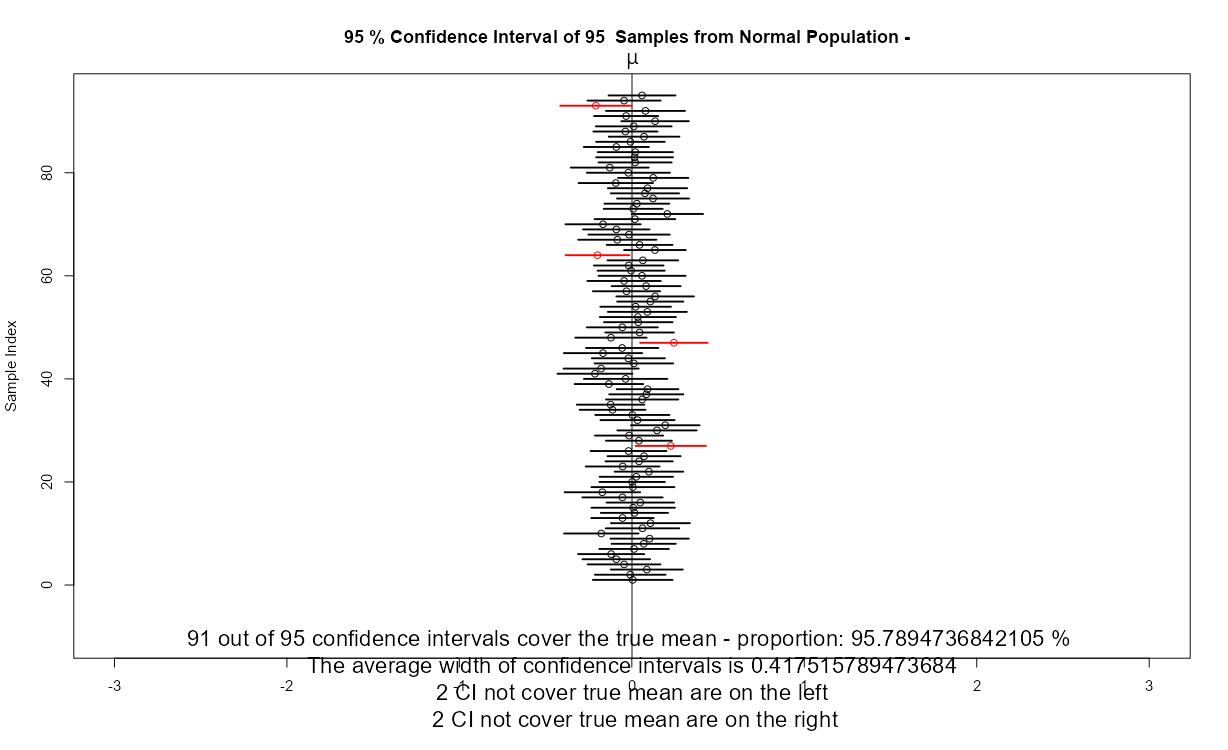 95 % Confidence Interval of 95  Samples from Normal Population -
μ
Sample Index
80
60
40
20
0
91 out of 95 confidence intervals cover the true mean - proportion: 95.7894736842105 %
The average width of confidence intervals is 0.417515789473684
-3 -2 -1 0 1 2 3
2 CI not cover true mean are on the left
2 CI not cover true mean are on the right